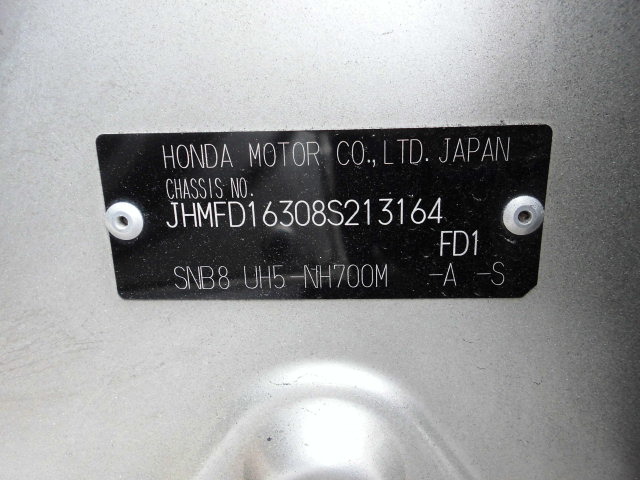 HONDA MOTOR CO.,LTD. JAPAN
CHASSIS NO.
JHMFD16308S213164
FD1
SNB8 UH5-NH700M -A -S